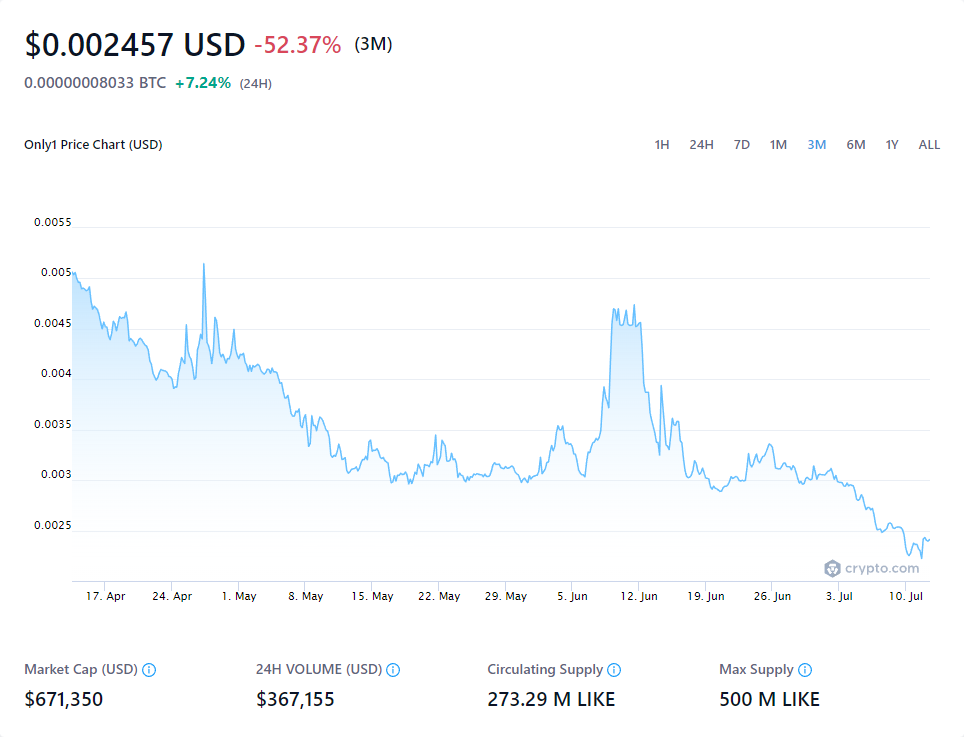 $0.002457 USD -52.37% (3M)
0.00000008033 BTC +7.24% (24H)
Only1 Price Chart (USD) 1H 24H 7D 1M 3M 6M 1Y ALL
0.0055
0.005
0.0045
0.004
0.0035
0.003
0.0025
crypto.com
17. Apr 24. Apr 1. May 8. May 15. May 22. May 29. May 5. Jun 12. Jun 19. Jun 26. Jun 3. Jul 10. Jul
Market Cap (USD) 24H VOLUME (USD) Circulating Supply Max Supply
$671,350 $367,155 273.29 M LIKE 500 M LIKE